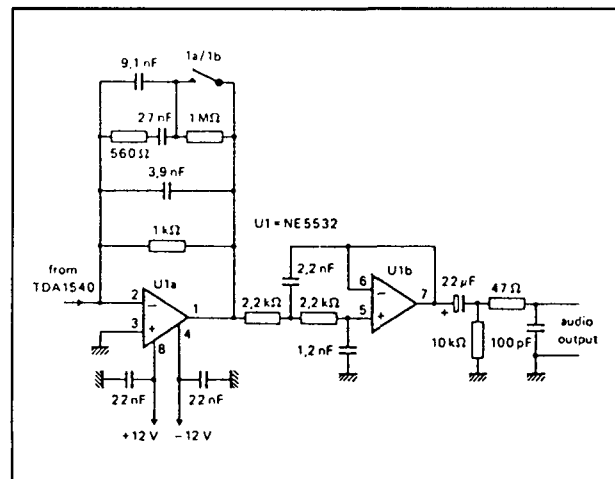 1a/1b
9,1 nF
27 nF
1 MΩ
560 Ω
3,9 nF
1 kΩ
U1 = NE5532
from
TDA1540
2
U1a
1
3
4
8
2,2 nF
6
U1b
7
5
22 µF
47 Ω
2,2 kΩ
2,2 kΩ
1,2 nF
10 kΩ
100 pF
audio
output
22 nF
22 nF
+12 V
−12 V